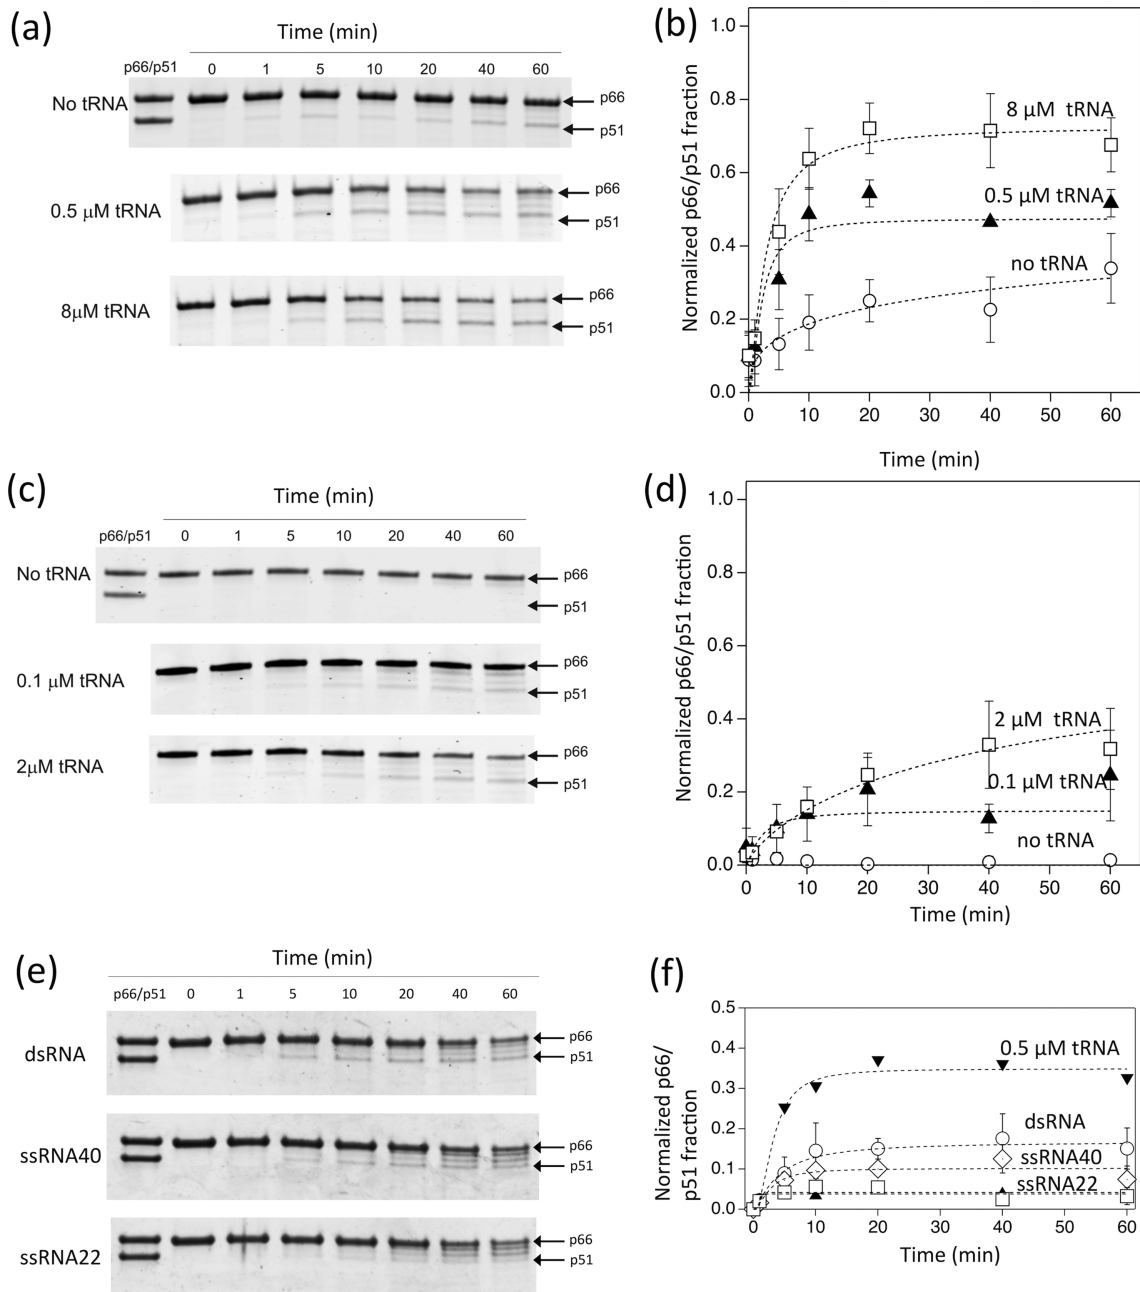 (a)
Time (min)
p66/p51 0 1 5 10 20 40 60
No tRNA
p66
p51
0.5 μM tRNA
p66
p51
8μM tRNA
p66
p51
(b)
Normalized p66/p51 fraction
1.0
0.8
0.6
0.4
0.2
0.0
8 μM tRNA
0.5 μM tRNA
no tRNA
0 10 20 30 40 50 60
Time (min)
(c)
Time (min)
p66/p51 0 1 5 10 20 40 60
No tRNA
p66
p51
0.1 μM tRNA
p66
p51
2μM tRNA
p66
p51
(d)
Normalized p66/p51 fraction
1.0
0.8
0.6
0.4
0.2
0.0
2 μM tRNA
0.1 μM tRNA
no tRNA
0 10 20 30 40 50 60
Time (min)
(e)
Time (min)
p66/p51 0 1 5 10 20 40 60
dsRNA
p66
p51
ssRNA40
p66
p51
ssRNA22
p66
p51
(f)
Normalized p66/
p51 fraction
0.5
0.4
0.3
0.2
0.1
0.0
0.5 μM tRNA
dsRNA
ssRNA40
ssRNA22
0 10 20 30 40 50 60
Time (min)